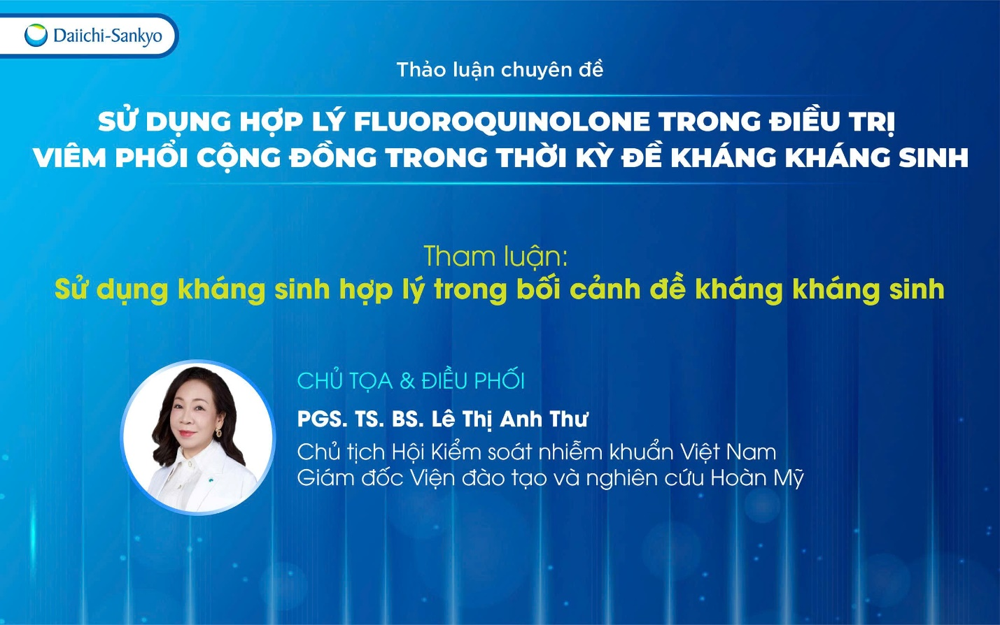 Daiichi-Sankyo
Thảo luận chuyên đề
SỬ DỤNG HỢP LÝ FLUOROQUINOLONE TRONG ĐIỀU TRỊ
VIÊM PHỔI CỘNG ĐỒNG TRONG THỜI KỲ ĐỀ KHÁNG KHÁNG SINH
Tham luận:
Sử dụng kháng sinh hợp lý trong bối cảnh đề kháng kháng sinh
CHỦ TỌA & ĐIỀU PHỐI
PGS. TS. BS. Lê Thị Anh Thư
Chủ tịch Hội Kiểm soát nhiễm khuẩn Việt Nam
Giám đốc Viện đào tạo và nghiên cứu Hoàn Mỹ